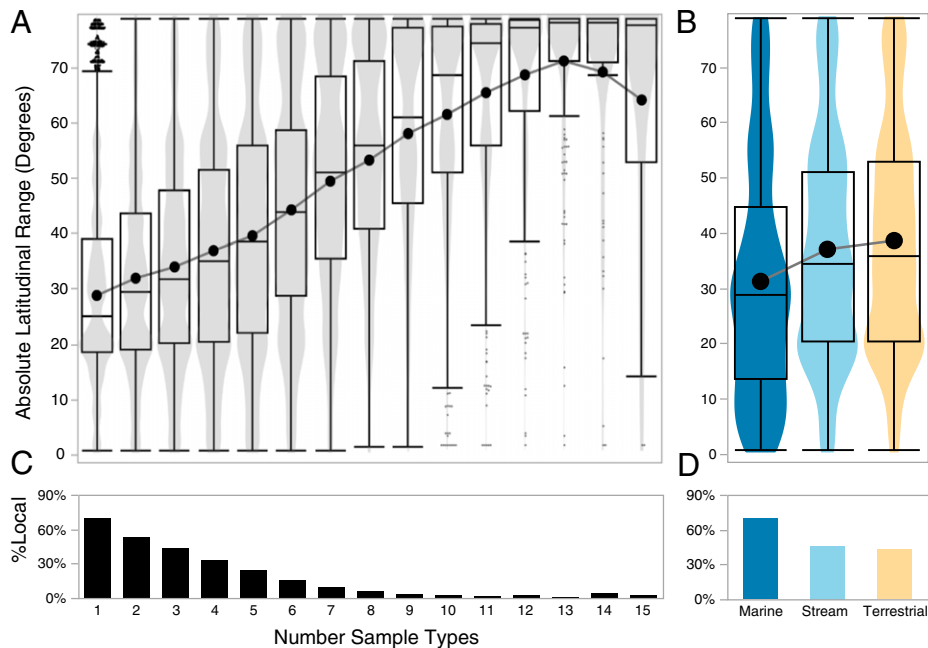 A
B
Absolute Latitudinal Range (Degrees)
70
60
50
40
30
20
10
0
70
60
50
40
30
20
10
0
C
D
%Local
90%
60%
30%
0%
90%
60%
30%
0%
1 2 3 4 5 6 7 8 9 10 11 12 13 14 15
Marine Stream Terrestrial
Number Sample Types